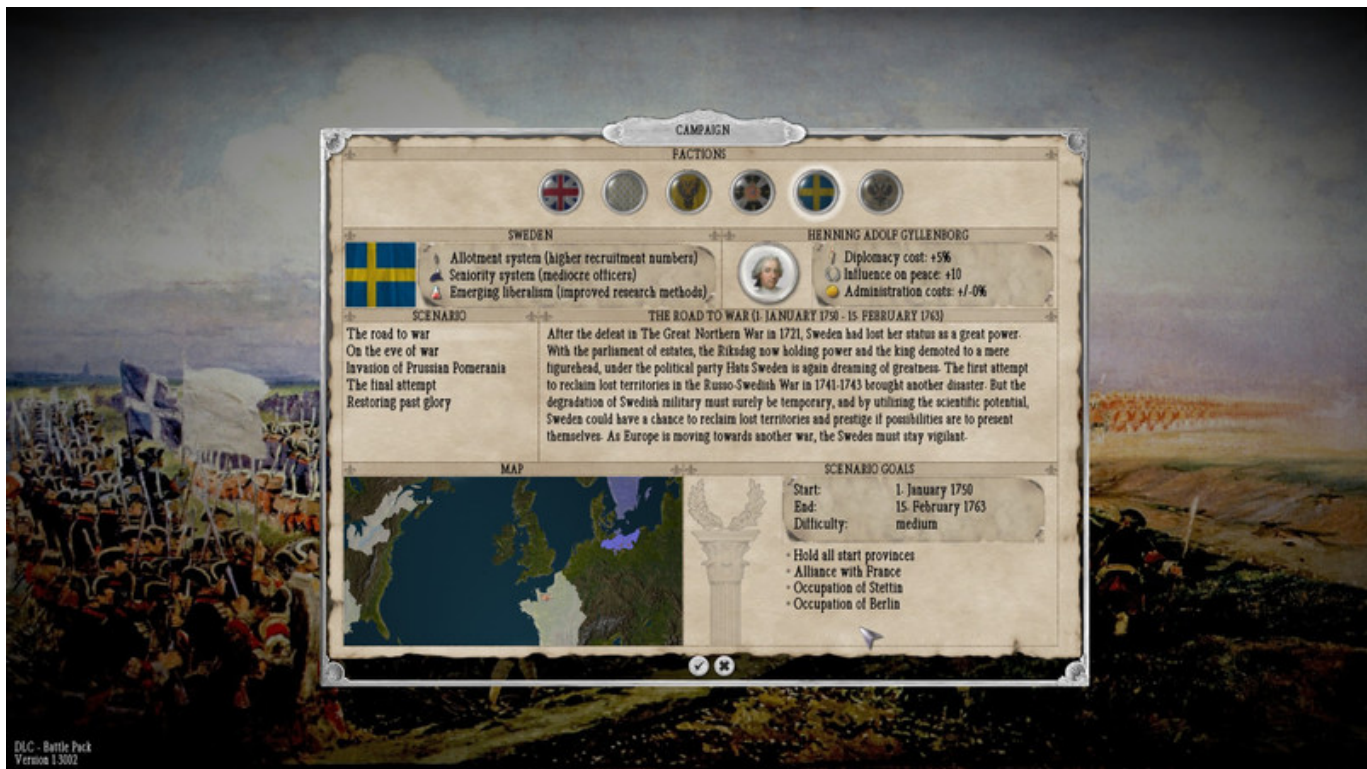 CAMPAIGN
FACTIONS
SWEDEN
Allotment system (higher recruitment numbers)
Seniority system (mediocre officers)
Emerging liberalism (improved research methods)
HENNING ADOLF GYLLENBORG
Diplomacy cost: +5%
Influence on peace: +10
Administration costs: +/-0%
SCENARIO
The road to war
On the eve of war
Invasion of Prussian Pomerania
The final attempt
Restoring past glory
THE ROAD TO WAR (1. JANUARY 1750 - 15. FEBRUARY 1763)
After the defeat in The Great Northern War in 1721, Sweden had lost her status as a great power.
With the parliament of estates, the Riksdag now holding power and the king demoted to a mere
figurehead, under the political party Hats Sweden is again dreaming of greatness. The first attempt
to reclaim lost territories in the Russo-Swedish War in 1741-1743 brought another disaster. But the
degradation of Swedish military must surely be temporary, and by utilising the scientific potential,
Sweden could have a chance to reclaim lost territories and prestige if possibilities are to present
themselves. As Europe is moving towards another war, the Swedes must stay vigilant.
MAP
SCENARIO GOALS
Start: 1. January 1750
End: 15. February 1763
Difficulty: medium
• Hold all start provinces
• Alliance with France
• Occupation of Stettin
• Occupation of Berlin
DLC - Battle Pack
Version 1.3002